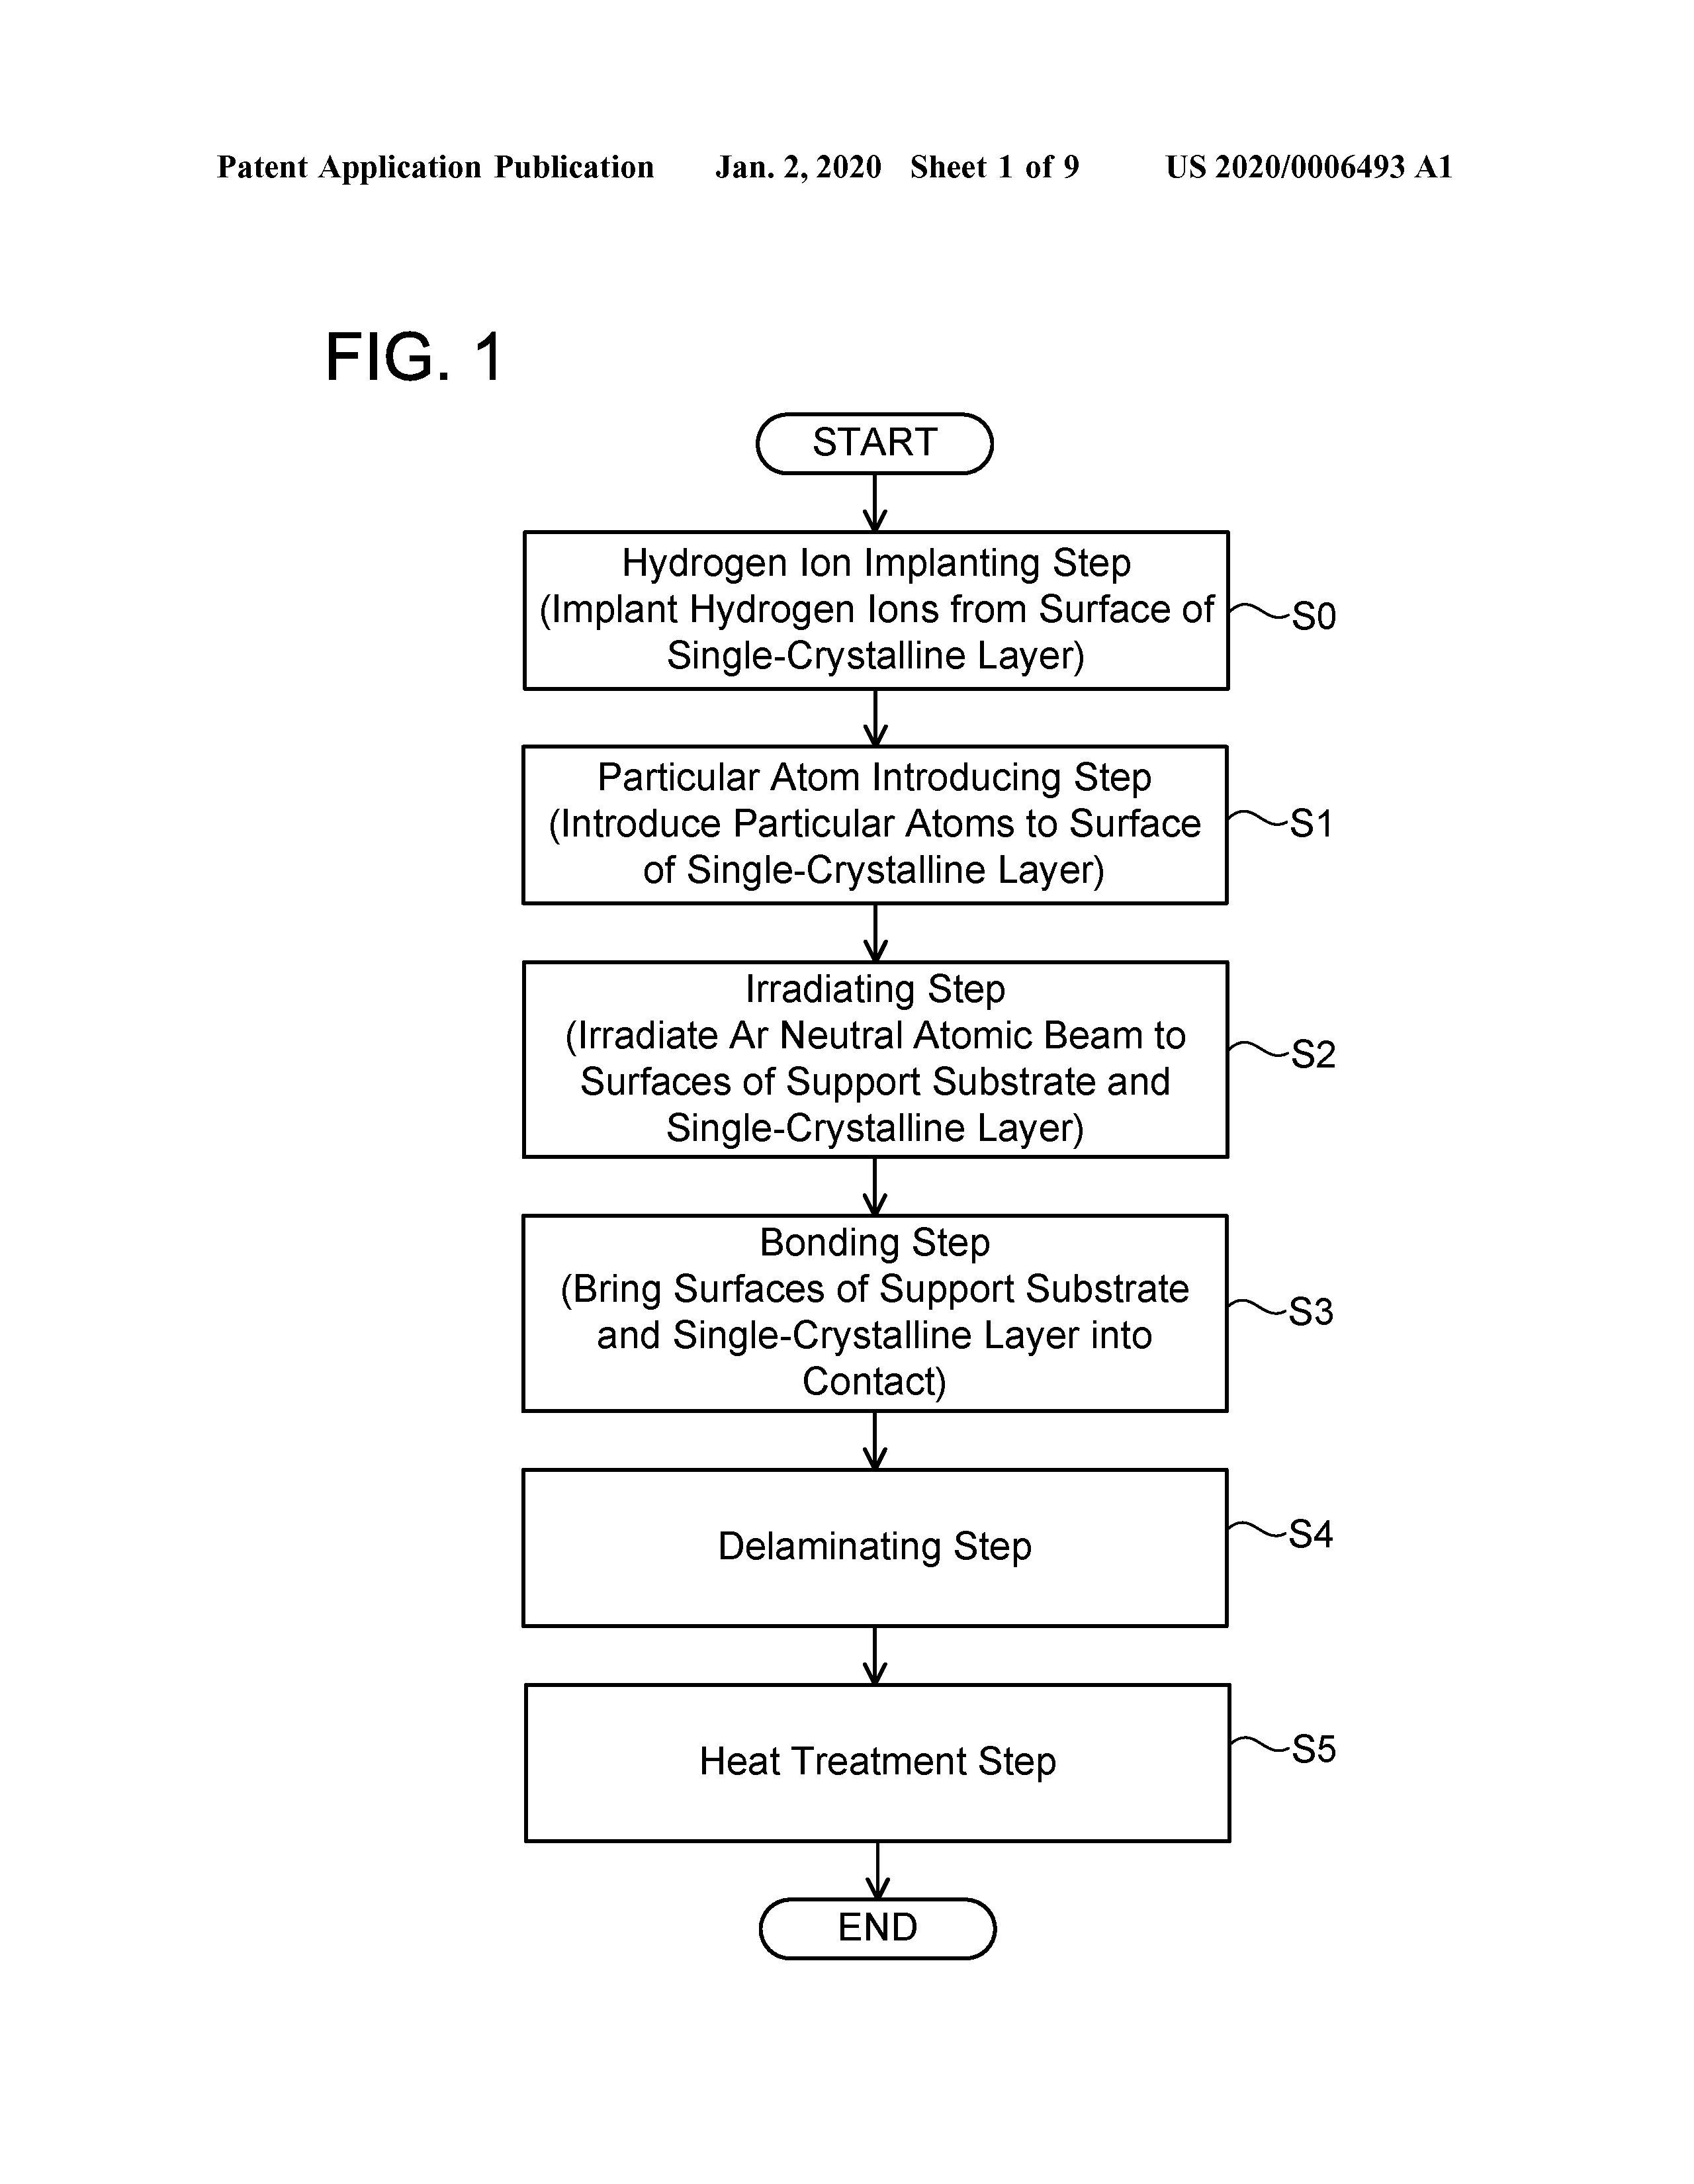 Patent Application Publication Jan. 2, 2020 Sheet 1 of 9 US 2020/0006493 A1
FIG. 1
START
Hydrogen Ion Implanting Step
(Implant Hydrogen Ions from Surface of
Single-Crystalline Layer)
S0
Particular Atom Introducing Step
(Introduce Particular Atoms to Surface
of Single-Crystalline Layer)
S1
Irradiating Step
(Irradiate Ar Neutral Atomic Beam to
Surfaces of Support Substrate and
Single-Crystalline Layer)
S2
Bonding Step
(Bring Surfaces of Support Substrate
and Single-Crystalline Layer into
Contact)
S3
Delaminating Step
S4
Heat Treatment Step
S5
END